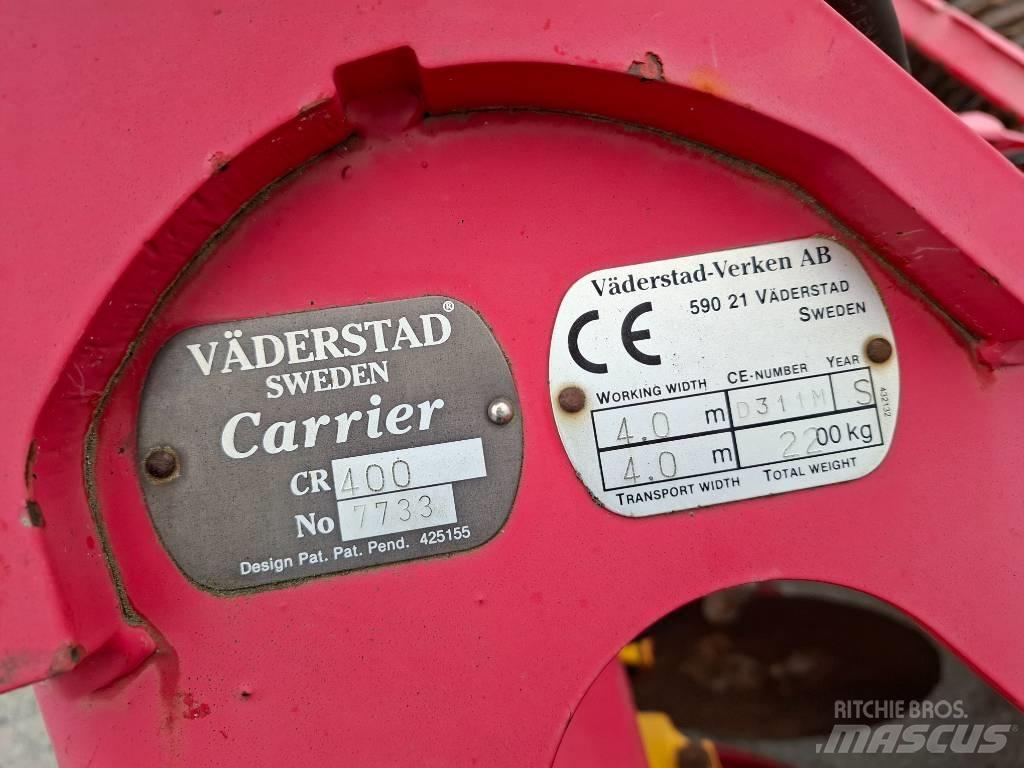 VÄDERSTAD®
SWEDEN
Carrier
CR 400
No 7733
Design Pat. Pat. Pend. 425155
Väderstad-Verken AB
CE
590 21 VÄDERSTAD
SWEDEN
WORKING WIDTH CE-NUMBER YEAR
4.0 m D311M S
4.0 m 2200 kg
TRANSPORT WIDTH TOTAL WEIGHT
432132
RITCHIE BROS.
MASCUS